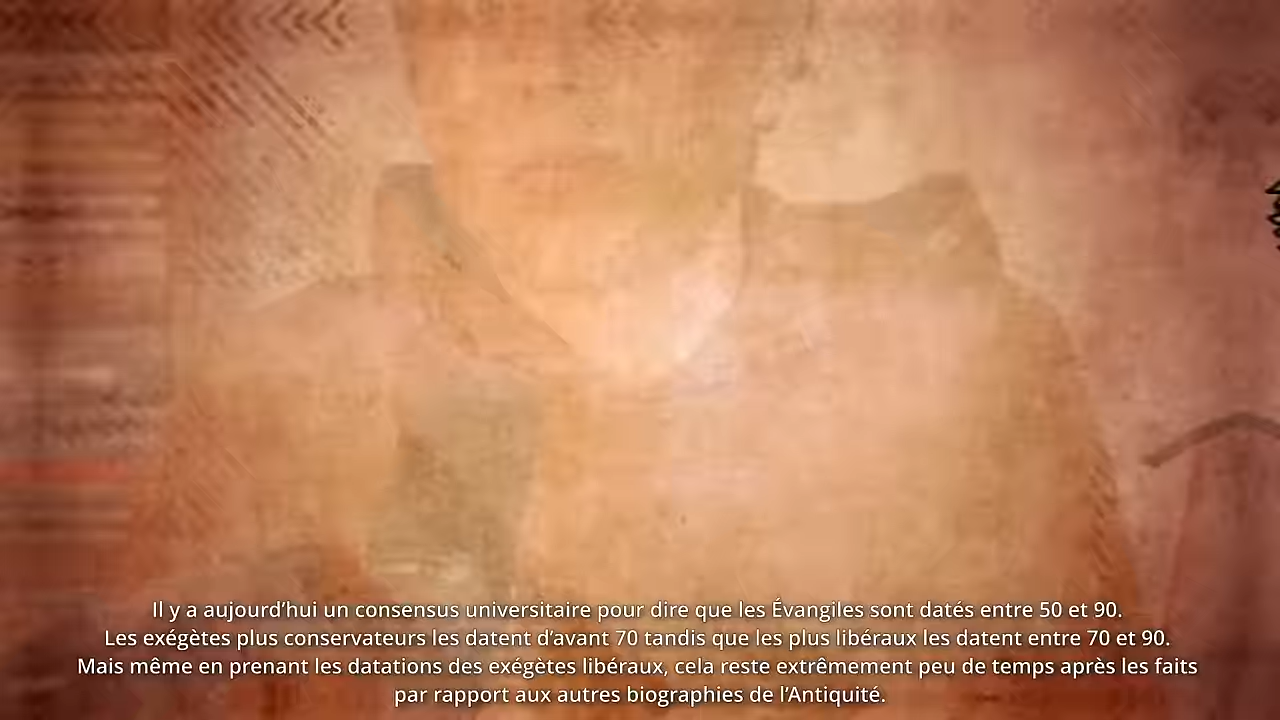 Il y a aujourd’hui un consensus universitaire pour dire que les Évangiles sont datés entre 50 et 90.
Les exégètes plus conservateurs les datent d’avant 70 tandis que les plus libéraux les datent entre 70 et 90.
Mais même en prenant les datations des exégètes libéraux, cela reste extrêmement peu de temps après les faits
par rapport aux autres biographies de l’Antiquité.